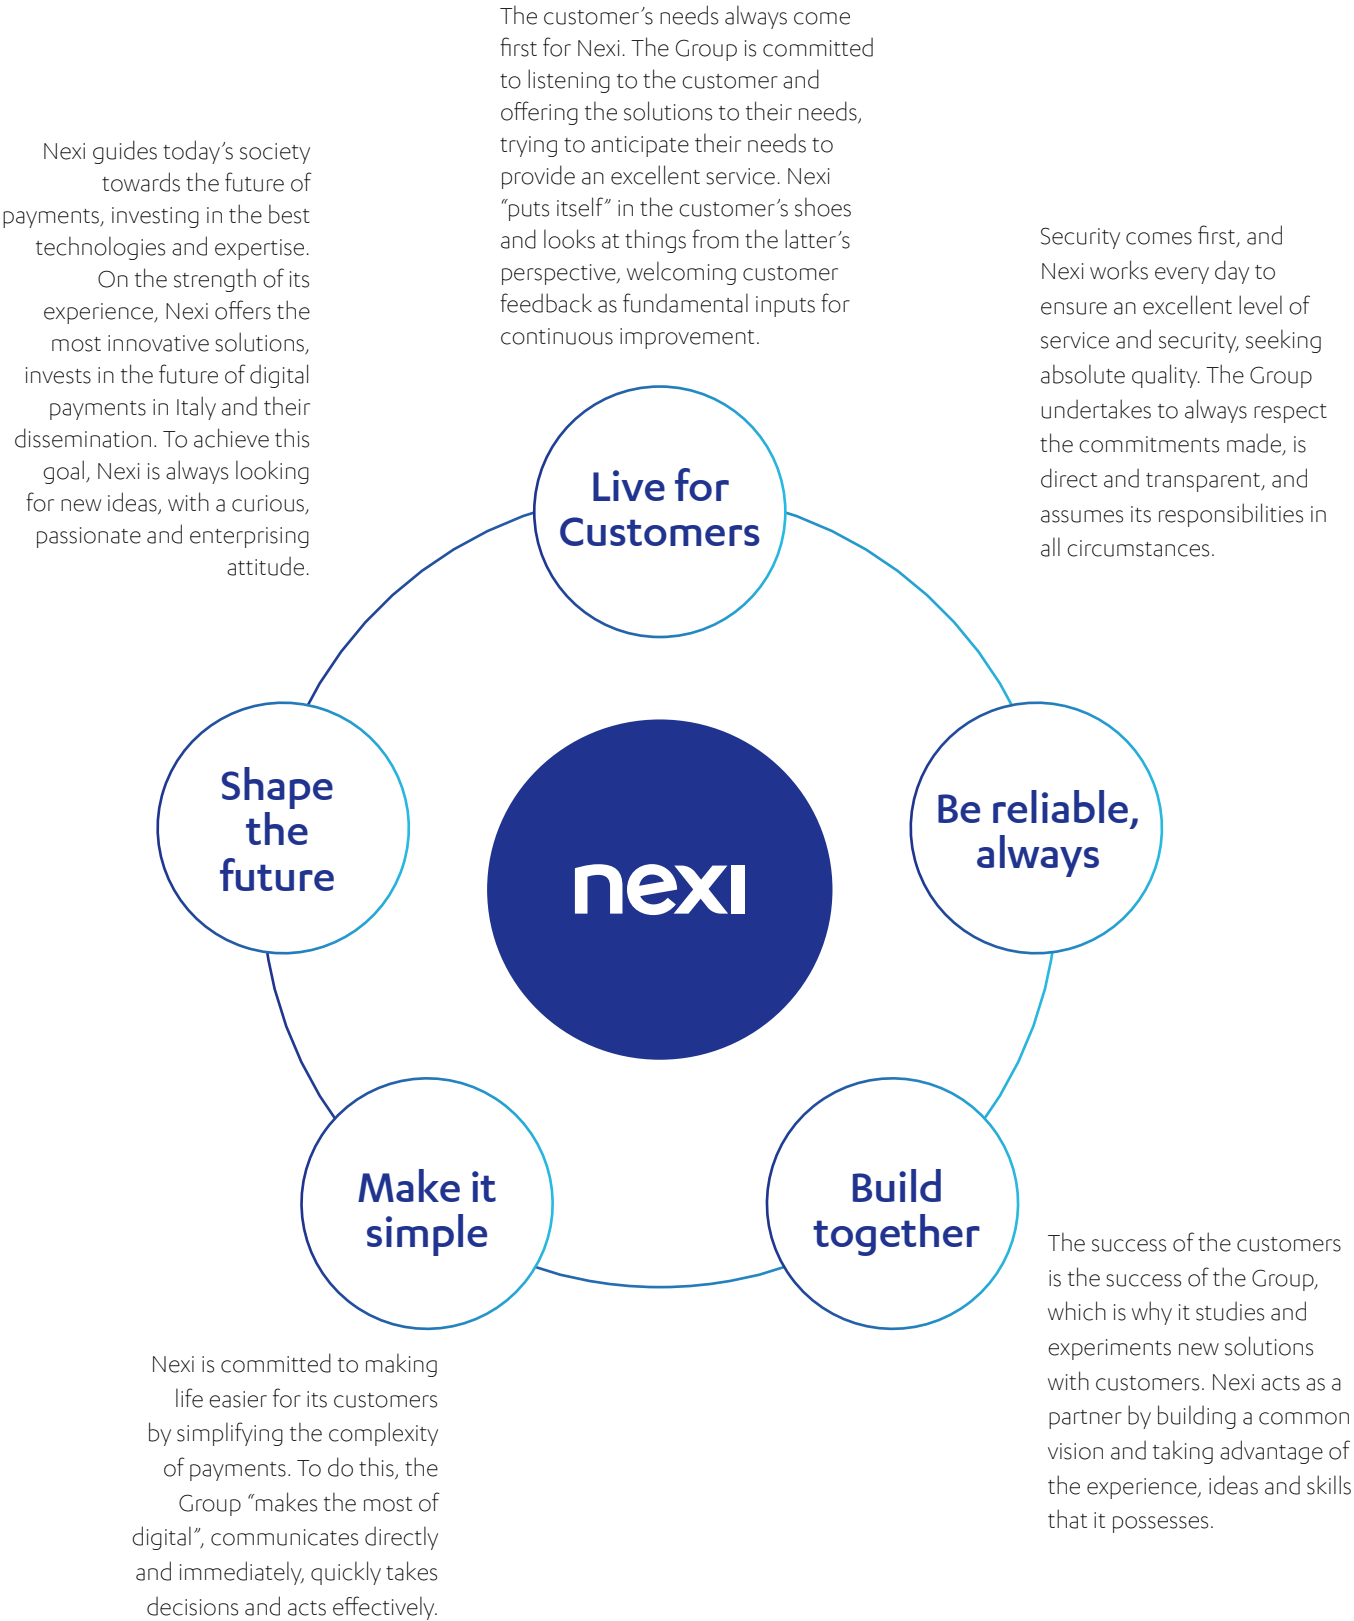 The customer’s needs always come
first for Nexi. The Group is committed
to listening to the customer and
offering the solutions to their needs,
trying to anticipate their needs to
provide an excellent service. Nexi
“puts itself” in the customer’s shoes
and looks at things from the latter’s
perspective, welcoming customer
feedback as fundamental inputs for
continuous improvement.
Nexi guides today’s society
towards the future of
payments, investing in the best
technologies and expertise.
On the strength of its
experience, Nexi offers the
most innovative solutions,
invests in the future of digital
payments in Italy and their
dissemination. To achieve this
goal, Nexi is always looking
for new ideas, with a curious,
passionate and enterprising
attitude.
Security comes first, and
Nexi works every day to
ensure an excellent level of
service and security, seeking
absolute quality. The Group
undertakes to always respect
the commitments made, is
direct and transparent, and
assumes its responsibilities in
all circumstances.
Live for
Customers
Shape
the
future
nexi
Be reliable,
always
Make it
simple
Build
together
The success of the customers
is the success of the Group,
which is why it studies and
experiments new solutions
with customers. Nexi acts as a
partner by building a common
vision and taking advantage of
the experience, ideas and skills
that it possesses.
Nexi is committed to making
life easier for its customers
by simplifying the complexity
of payments. To do this, the
Group “makes the most of
digital”, communicates directly
and immediately, quickly takes
decisions and acts effectively.